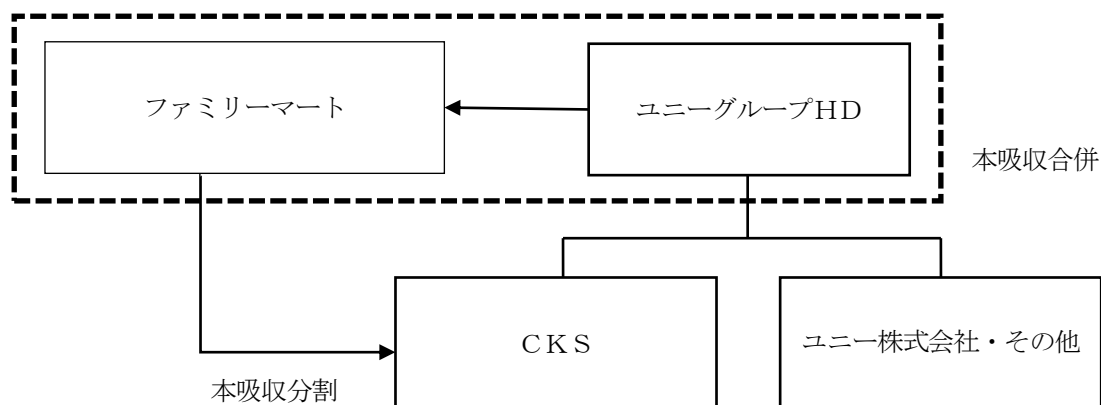 ファミリーマート
ユニーグループＨＤ
本吸収合併
ＣＫＳ
ユニー株式会社・その他
本吸収分割